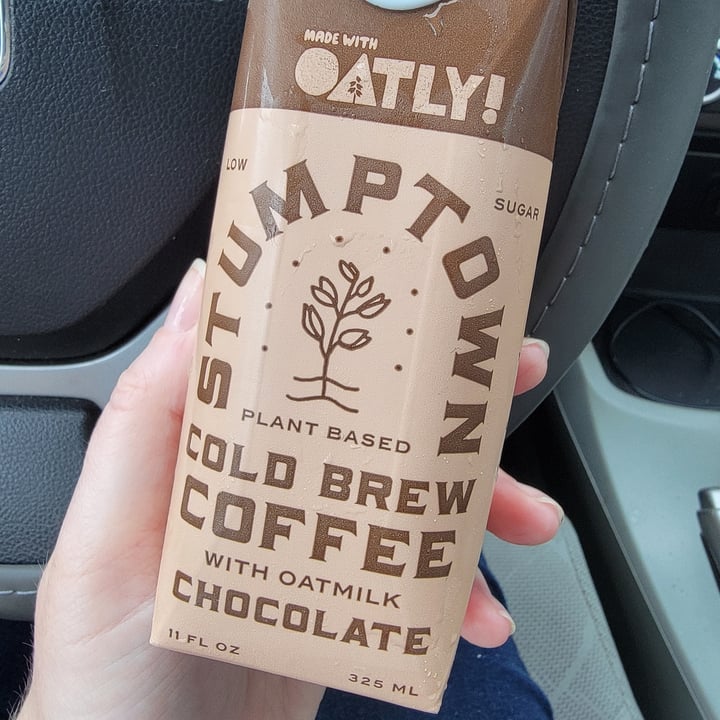 MADE WITH
OATLY!
LOW SUGAR
STUMPTOWN
PLANT BASED
COLD BREW
COFFEE
WITH OATMILK
CHOCOLATE
11 FL OZ
325 ML